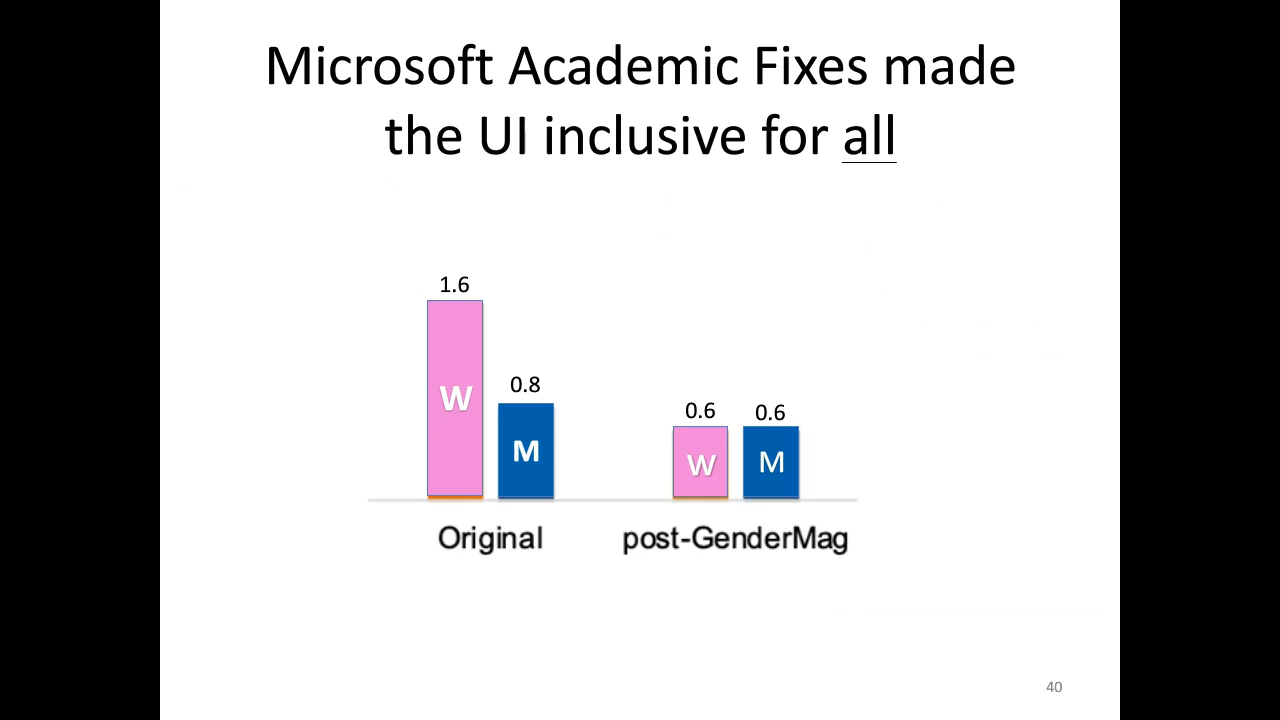 Microsoft Academic Fixes made
the UI inclusive for all
1.6
0.8
0.6
0.6
W
M
W
M
Original
post-GenderMag
40